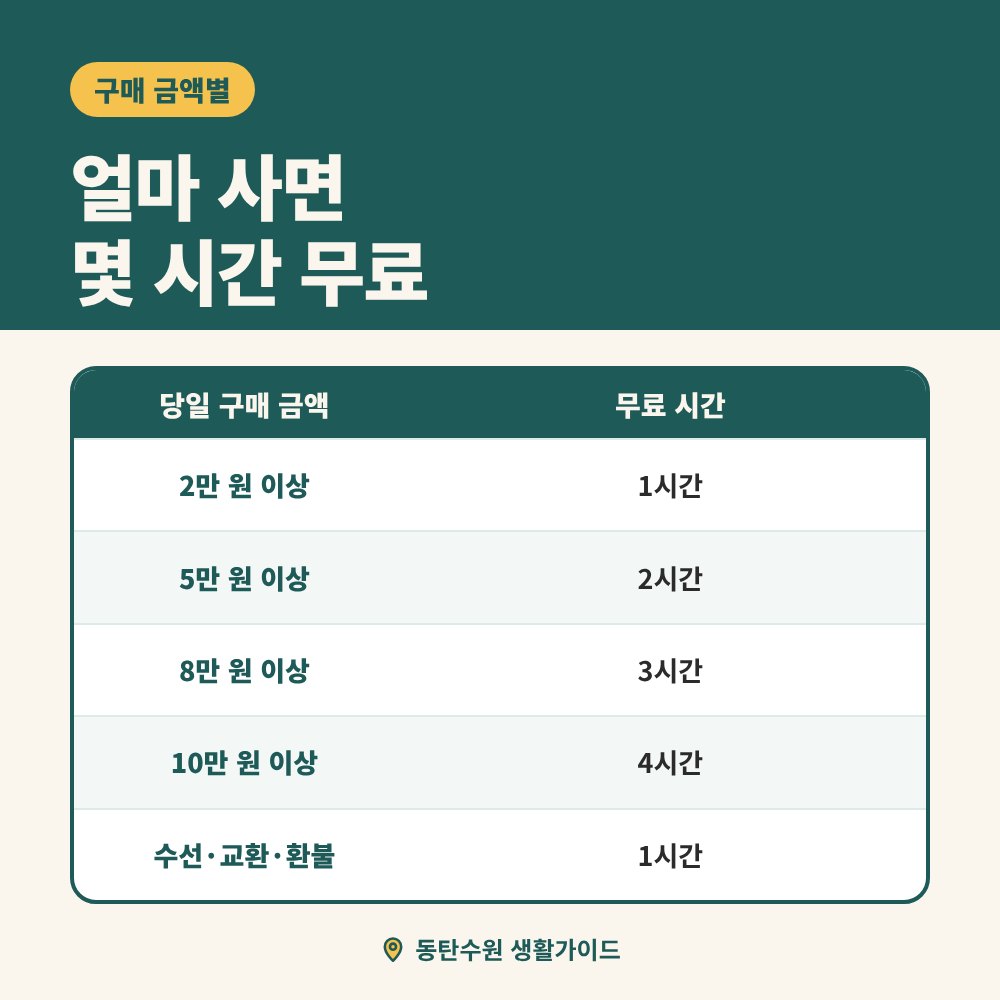 구매 금액별
얼마 사면
몇 시간 무료
당일 구매 금액 무료 시간
2만 원 이상 1시간
5만 원 이상 2시간
8만 원 이상 3시간
10만 원 이상 4시간
수선·교환·환불 1시간
동탄수원 생활가이드